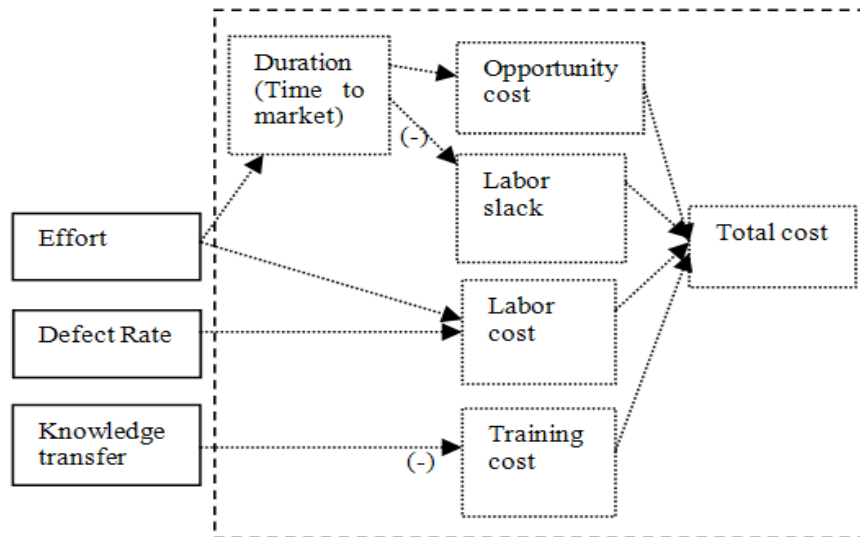 Duration
(Time to
market)
Opportunity
cost
(-)
Labor
slack
Effort
Total cost
Labor
cost
Defect Rate
Knowledge
transfer
Training
cost
(-)